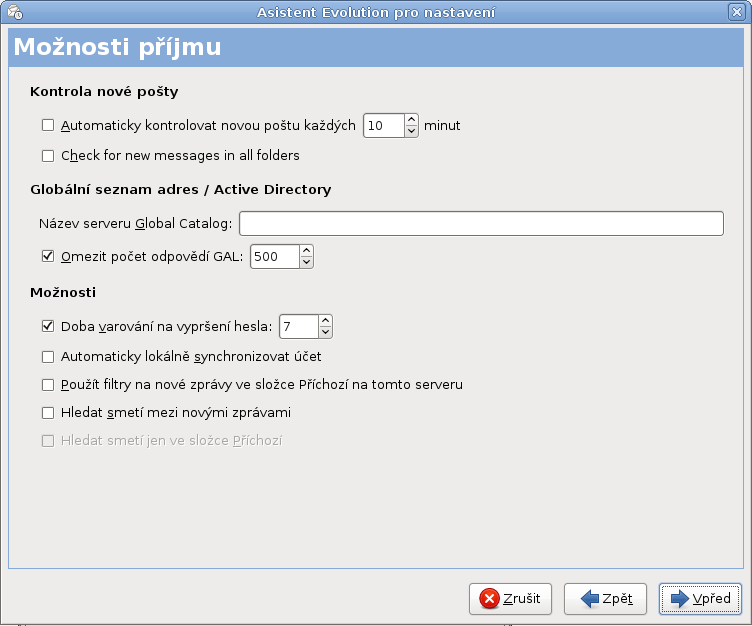 Asistent Evolution pro nastavení
Možnosti příjmu
Kontrola nové pošty
Automaticky kontrolovat novou poštu každých 10 minut
Check for new messages in all folders
Globální seznam adres / Active Directory
Název serveru Global Catalog:
Omezit počet odpovědí GAL: 500
Možnosti
Doba varování na vypršení hesla: 7
Automaticky lokálně synchronizovat účet
Použít filtry na nové zprávy ve složce Příchozí na tomto serveru
Hledat smetí mezi novými zprávami
Hledat smetí jen ve složce Příchozí
Zrušit Zpět Vpřed